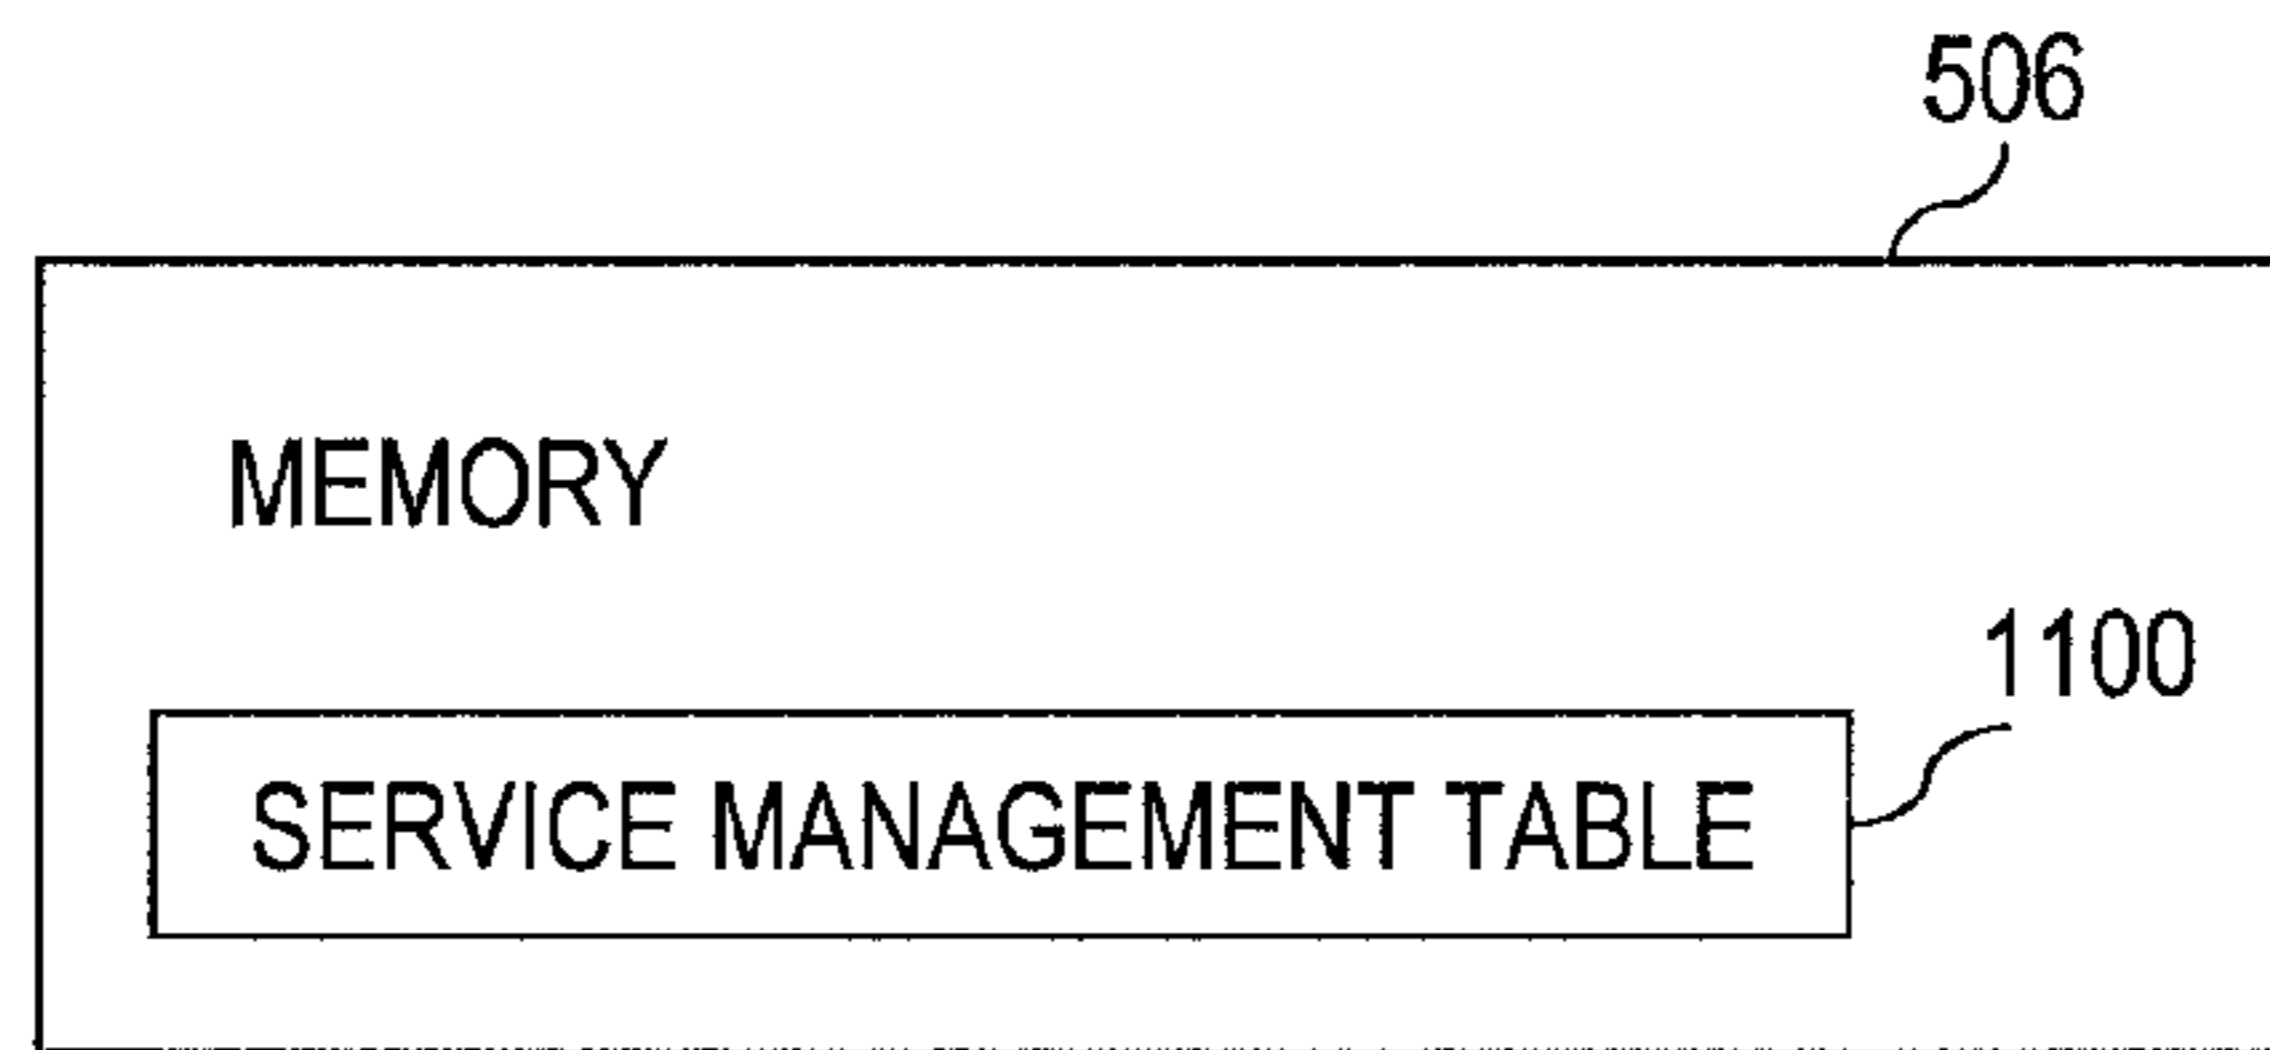 506
MEMORY
1100
SERVICE MANAGEMENT TABLE